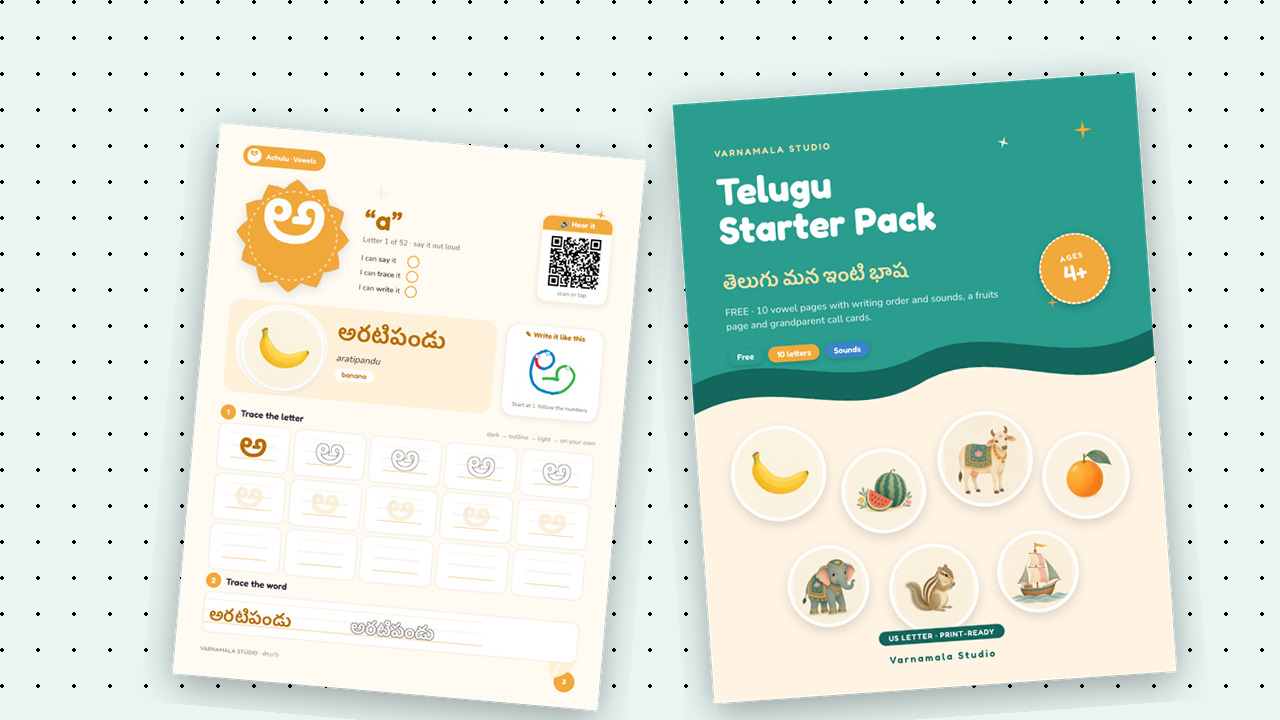 Achulu · Vowels
అ
“a”
Letter 1 of 52 · say it out loud
I can say it
I can trace it
I can write it
Hear it
scan or tap
అరటిపండు
aratipandu
banana
Write it like this
Start at 1, follow the numbers
1 Trace the letter
dark → outline → light → on your own
అ అ అ అ అ
అ అ అ అ అ
2 Trace the word
అరటిపండు అరటిపండు
VARNAMALA STUDIO · తెలుగు
3
VARNAMALA STUDIO
Telugu
Starter Pack
తెలుగు మన ఇంటి భాష
FREE · 10 vowel pages with writing order and sounds, a fruits
page and grandparent call cards.
Free 10 letters Sounds
AGES
4+
US LETTER · PRINT-READY
Varnamala Studio